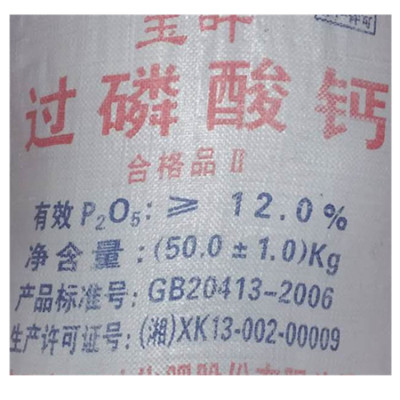 过磷酸钙
合格品Ⅱ
有效P₂O₅:≥12.0%
净含量:(50.0±1.0)Kg
产品标准号:GB20413-2006
生产许可证号:(湘)XK13-002-00009